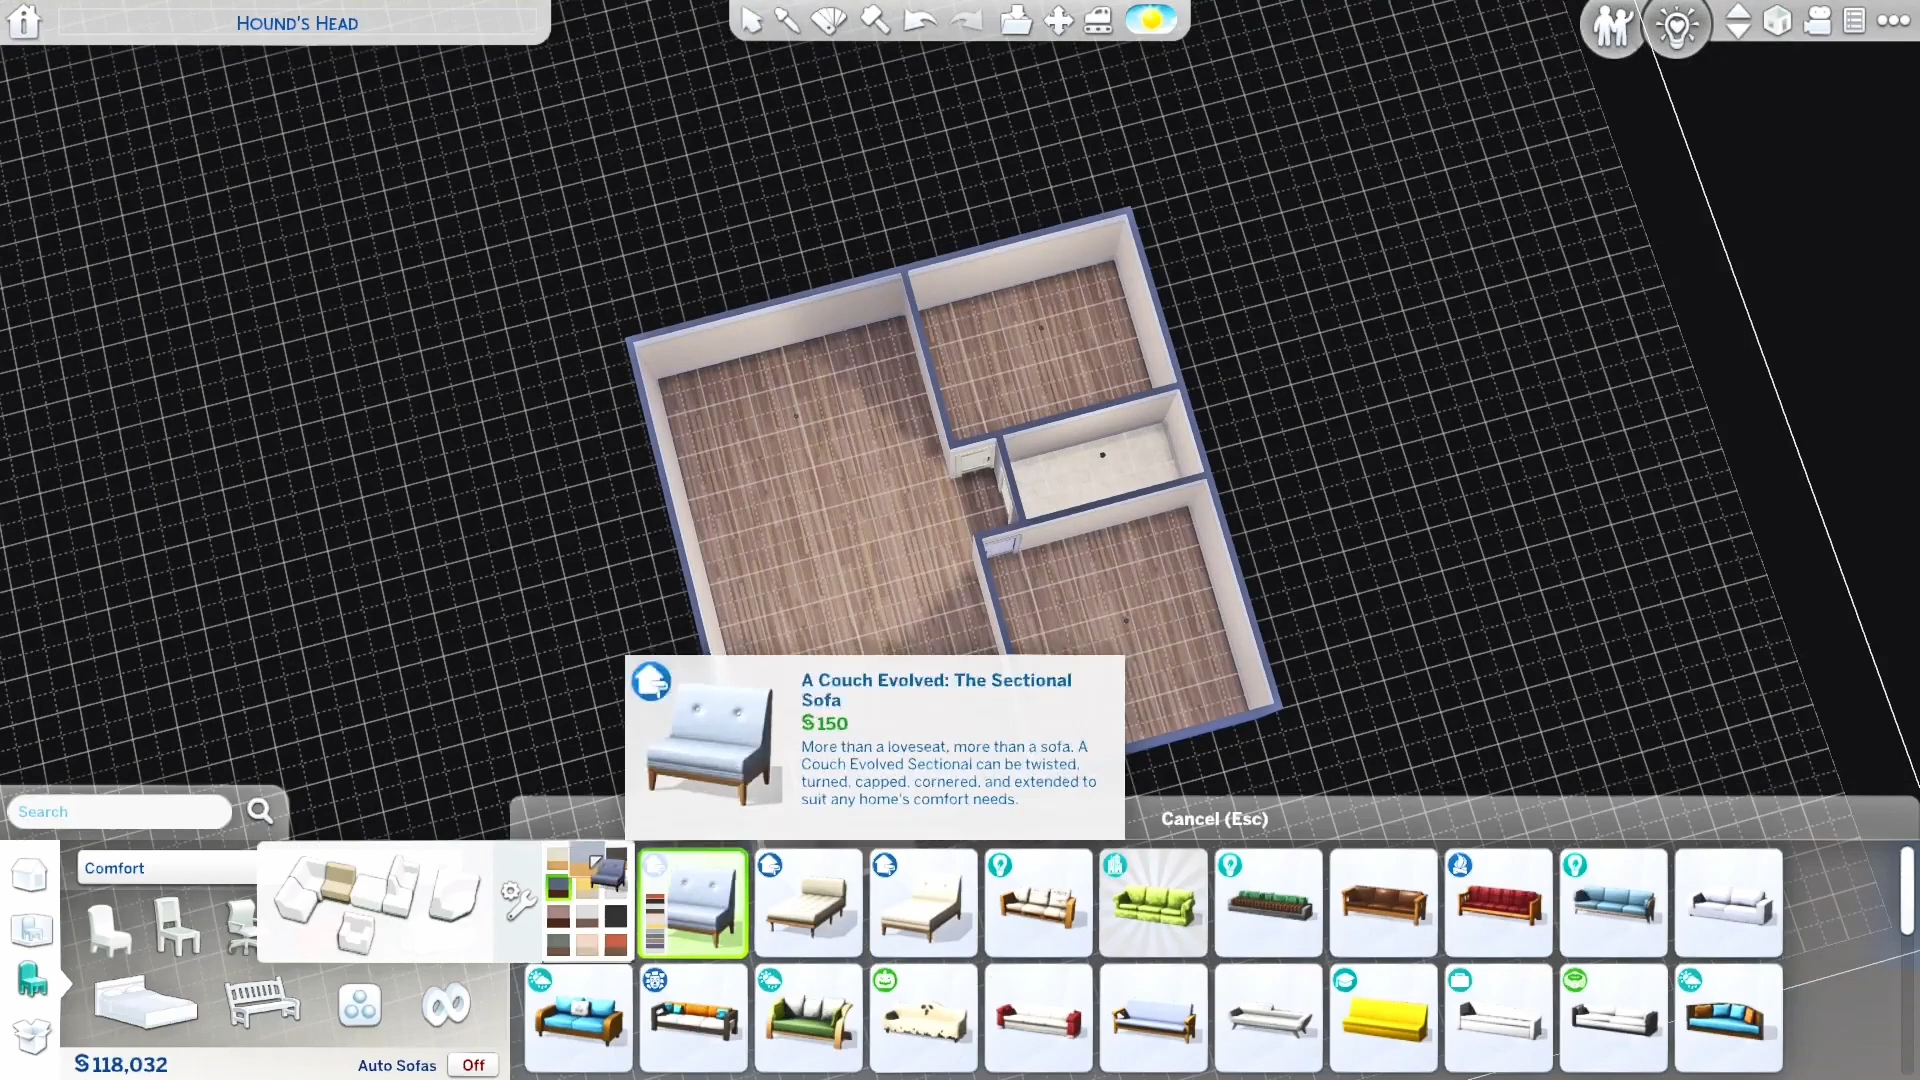 HOUND'S HEAD
A Couch Evolved: The Sectional
Sofa
§150
More than a loveseat, more than a sofa. A
Couch Evolved Sectional can be twisted,
turned, capped, cornered, and extended to
suit any home's comfort needs.
Search
Cancel (Esc)
Comfort
§118,032
Auto Sofas
Off